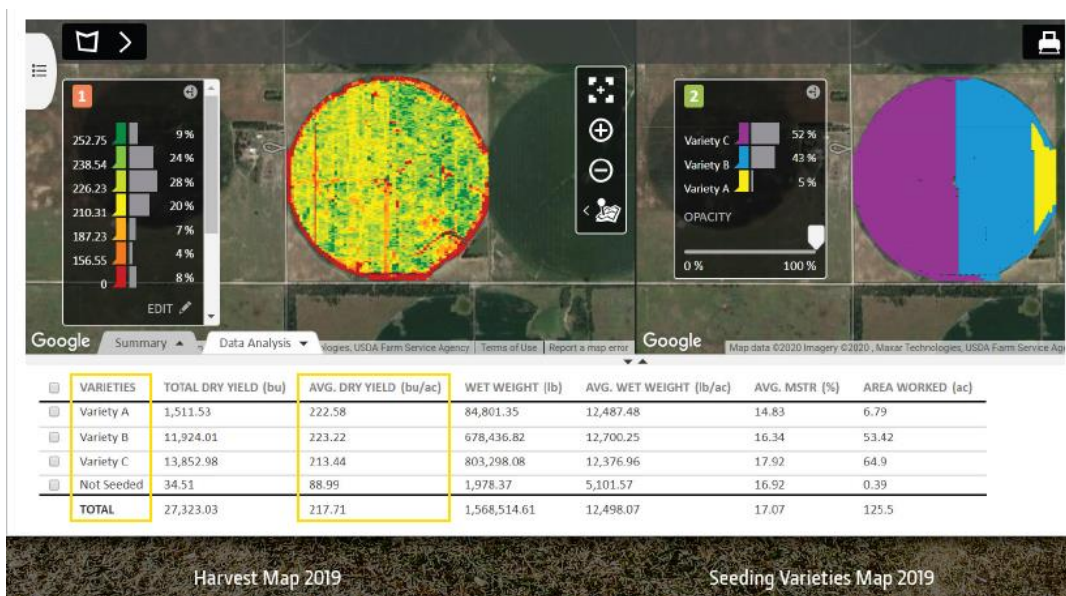 1
252.75 9%
238.54 24%
226.23 28%
210.31 20%
187.23 7%
156.55 4%
0 8%
EDIT
2
Variety C 52%
Variety B 43%
Variety A 5%
OPACITY
0% 100%
Google Summary Data Analysis ologies, USDA Farm Service Agency Terms of Use Report a map error
Google Map data ©2020 Imagery ©2020 , Maxar Technologies, USDA Farm Service Age
VARIETIES TOTAL DRY YIELD (bu) AVG. DRY YIELD (bu/ac) WET WEIGHT (lb) AVG. WET WEIGHT (lb/ac) AVG. MSTR (%) AREA WORKED (ac)
Variety A 1,511.53 222.58 84,801.35 12,487.48 14.83 6.79
Variety B 11,924.01 223.22 678,436.82 12,700.25 16.34 53.42
Variety C 13,852.98 213.44 803,298.08 12,376.96 17.92 64.9
Not Seeded 34.51 88.99 1,978.37 5,101.57 16.92 0.39
TOTAL 27,323.03 217.71 1,568,514.61 12,498.07 17.07 125.5
Harvest Map 2019 Seeding Varieties Map 2019